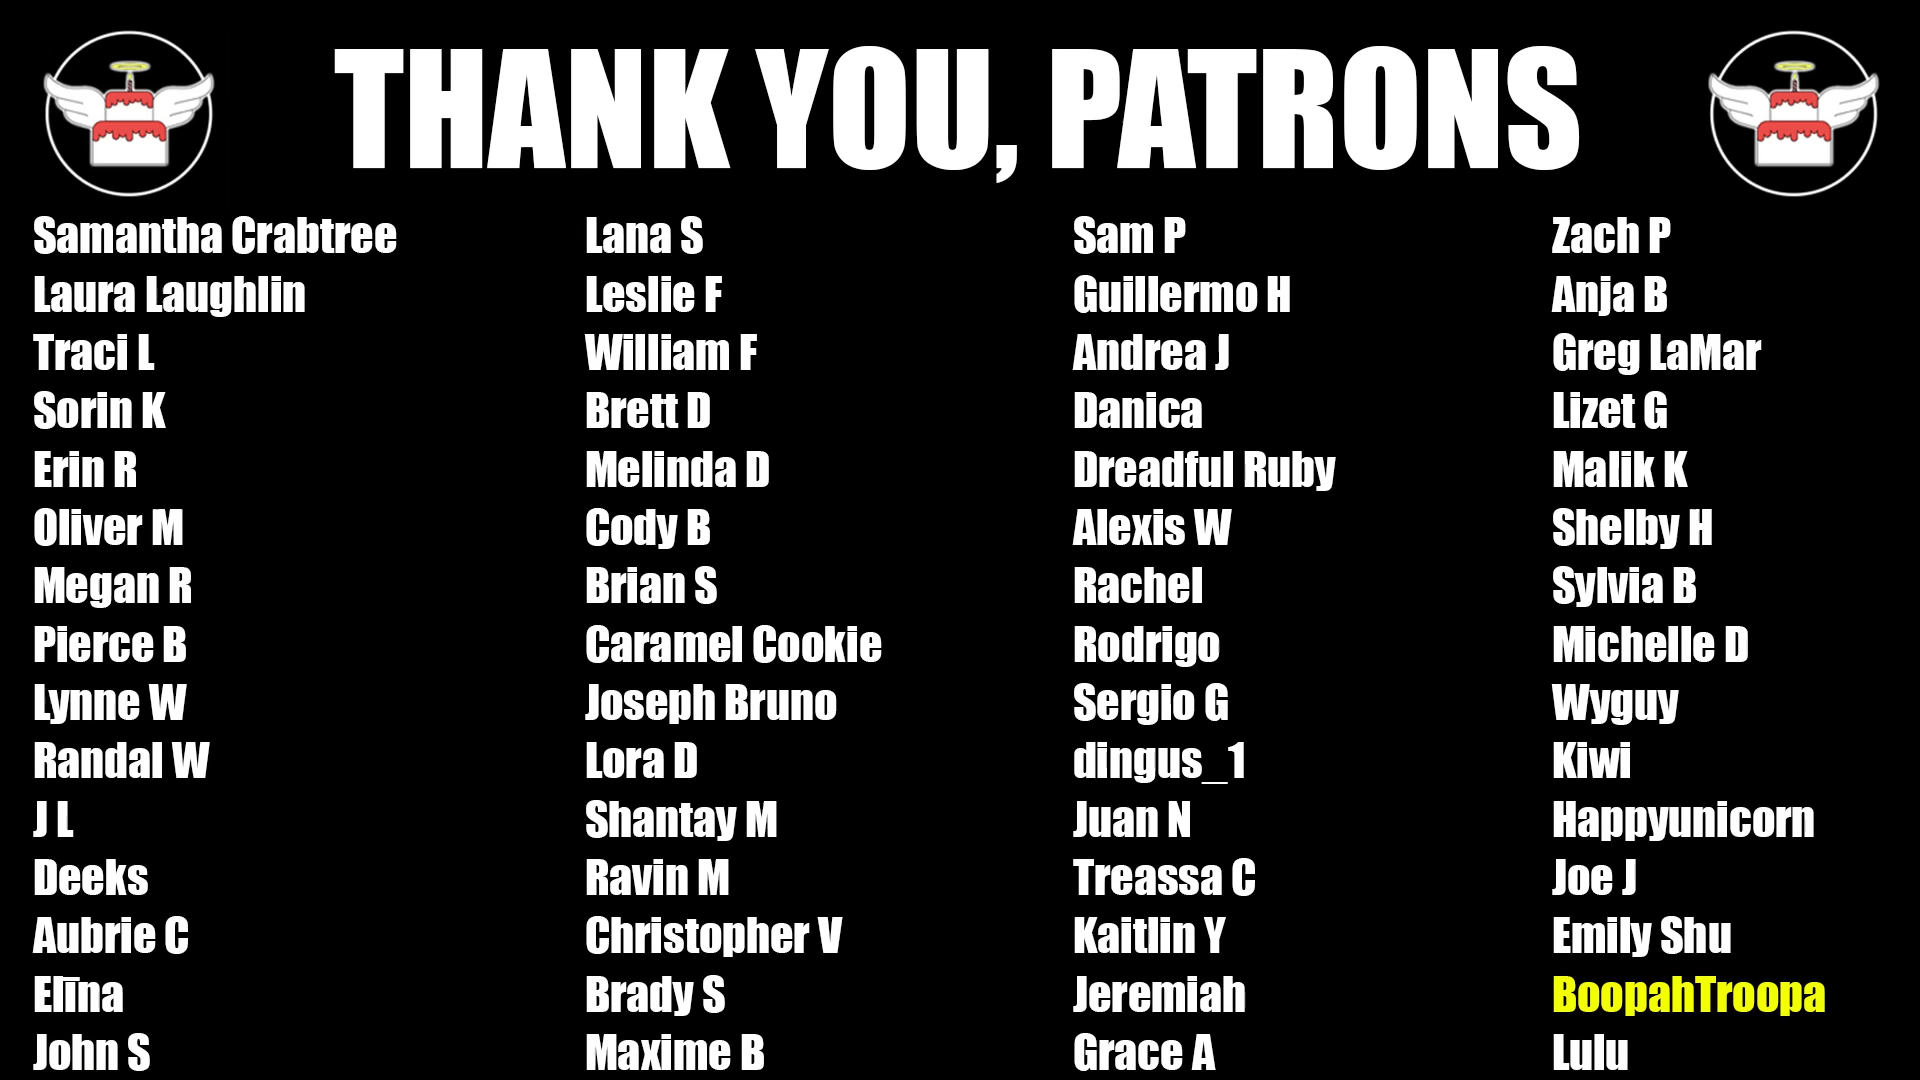 THANK YOU, PATRONS
Samantha Crabtree
Laura Laughlin
Traci L
Sorin K
Erin R
Oliver M
Megan R
Pierce B
Lynne W
Randal W
J L
Deeks
Aubrie C
Elīna
John S
Lana S
Leslie F
William F
Brett D
Melinda D
Cody B
Brian S
Caramel Cookie
Joseph Bruno
Lora D
Shantay M
Ravin M
Christopher V
Brady S
Maxime B
Sam P
Guillermo H
Andrea J
Danica
Dreadful Ruby
Alexis W
Rachel
Rodrigo
Sergio G
dingus_1
Juan N
Treassa C
Kaitlin Y
Jeremiah
Grace A
Zach P
Anja B
Greg LaMar
Lizet G
Malik K
Shelby H
Sylvia B
Michelle D
Wyguy
Kiwi
Happyunicorn
Joe J
Emily Shu
BoopahTroopa
Lulu